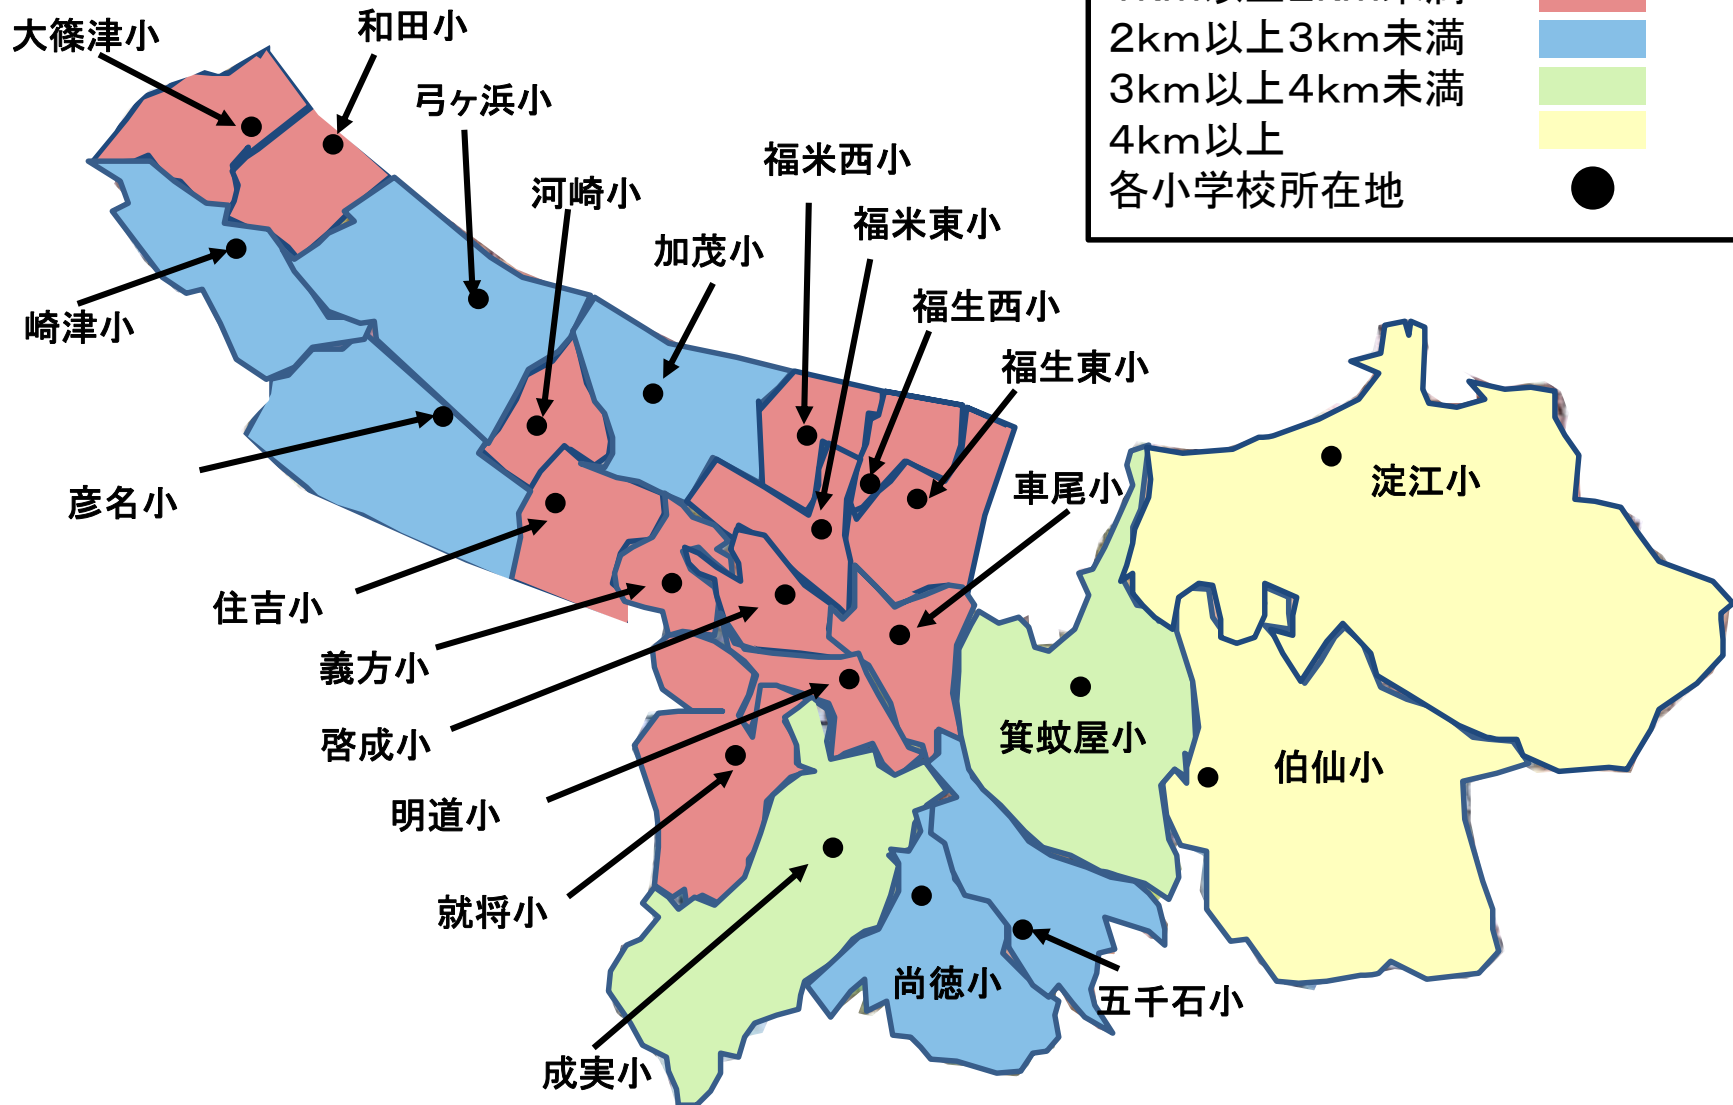 2km以上3km未満
3km以上4km未満
4km以上
各小学校所在地
大篠津小
和田小
弓ヶ浜小
河崎小
加茂小
福米西小
福米東小
福生西小
福生東小
車尾小
崎津小
彦名小
住吉小
義方小
啓成小
明道小
就将小
成実小
尚徳小
五千石小
箕蚊屋小
伯仙小
淀江小